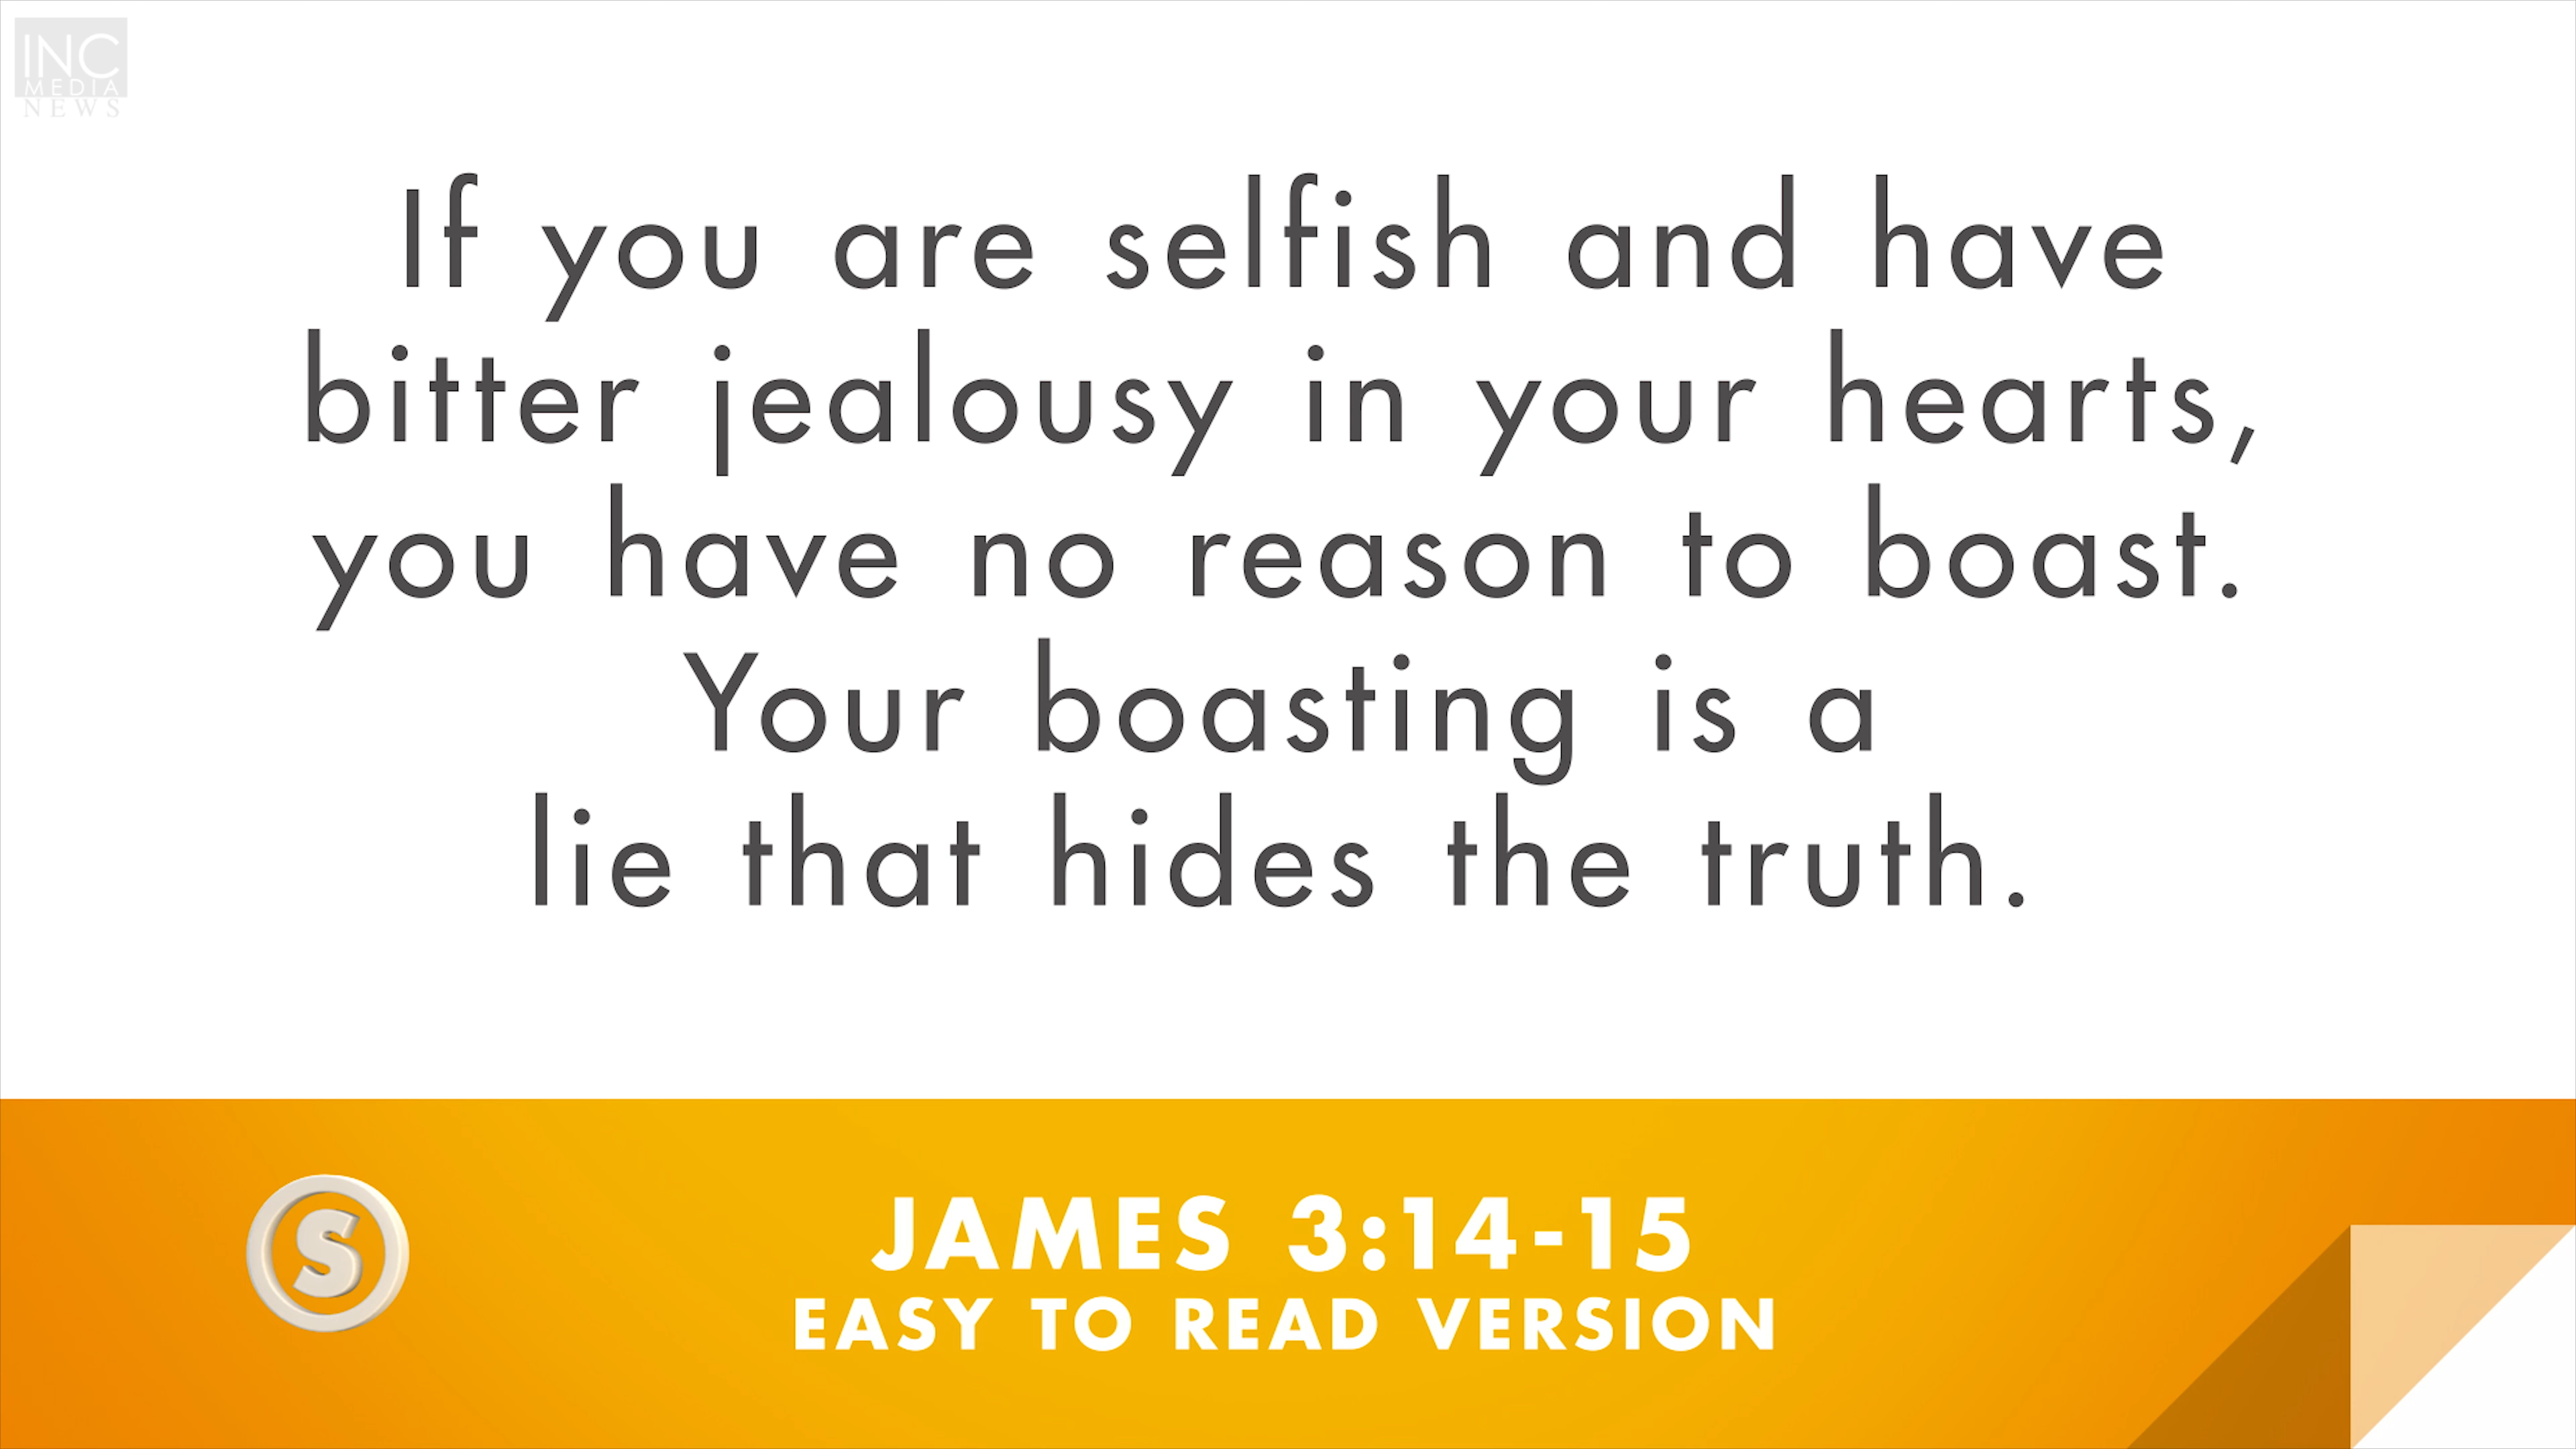 INC
MEDIA
NEWS
If you are selfish and have
bitter jealousy in your hearts,
you have no reason to boast.
Your boasting is a
lie that hides the truth.
S
JAMES 3:14-15
EASY TO READ VERSION